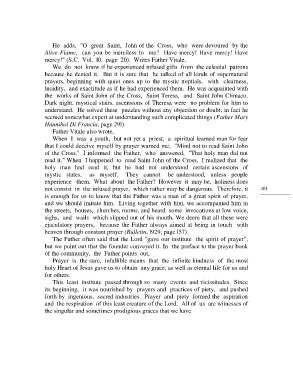 He adds, "O great Saint, John of the Cross, who were devoured by the
Alive Flame, can you be merciless to me? Have mercy! Have mercy! Have
mercy!" (S.C. Vol. 10, page 20). Writes Father Vitale,
We do not know if he experienced infused gifts from the celestial patrons
because he denied it. But it is sure that he talked of all kinds of supernatural
prayers, beginning with quiet ones up to the mystic nuptials, with clearness,
lucidity, and exactitude as if he had experienced them. He was acquainted with
the works of Saint John of the Cross, Saint Teresa, and Saint John Climaco.
Dark night, mystical stairs, ascensions of Theresa were no problem for him to
understand. He solved these puzzles without any obscurity or addiction; in fact he
seemed somewhat expert at understanding such complicated things (Father Mary
Hannibal Di Francia, page 298).
Father Vitale also wrote,
When I was a youth, but not yet a priest, a spiritual learned man for fear
that I could deceive myself by prayer warned me. "Mind not to read Saint John
of the Cross." I informed the Father, who answered, "That holy man did not
read it." When I happened to read Saint John of the Cross, I realized that the
holy man had read it, but he had not understood certain ascensions of
mystic states, as myself. They cannot be understood, unless people
experience them. What about the Father? However it may be, holiness does
not consist in the infused prayer, which rather may be dangerous. Therefore, it
is enough for us to know that the Father was a man of a great spirit of prayer,
and we should imitate him. Living together with him, we accompanied him in
the streets, houses, churches, rooms, and heard some invocations at low voice,
sighs, and wails which slipped out of his mouth. We deem that all these were
ejaculatory prayers, because the Father always aimed at being in touch with
heaven through constant prayer (Bulletin, 1929, page 157).
The Father often said that the Lord "gave our institute the spirit of prayer";
but we point out that the founder conveyed it. In the preface to the prayer book
of the community, the Father points out,
Prayer is the sure, infallible means that the infinite kindness of the most
holy Heart of Jesus gave us to obtain any grace, as well as eternal life for us and
for others.
This least institute passed through so many events and vicissitudes. Since
its beginning, it was nourished by prayers and practices of piety, and pushed
forth by ingenious, sacred industries. Prayer and piety formed the aspiration
and the respiration of this least creature of the Lord. All of us are witnesses of
the singular and sometimes prodigious graces that we have